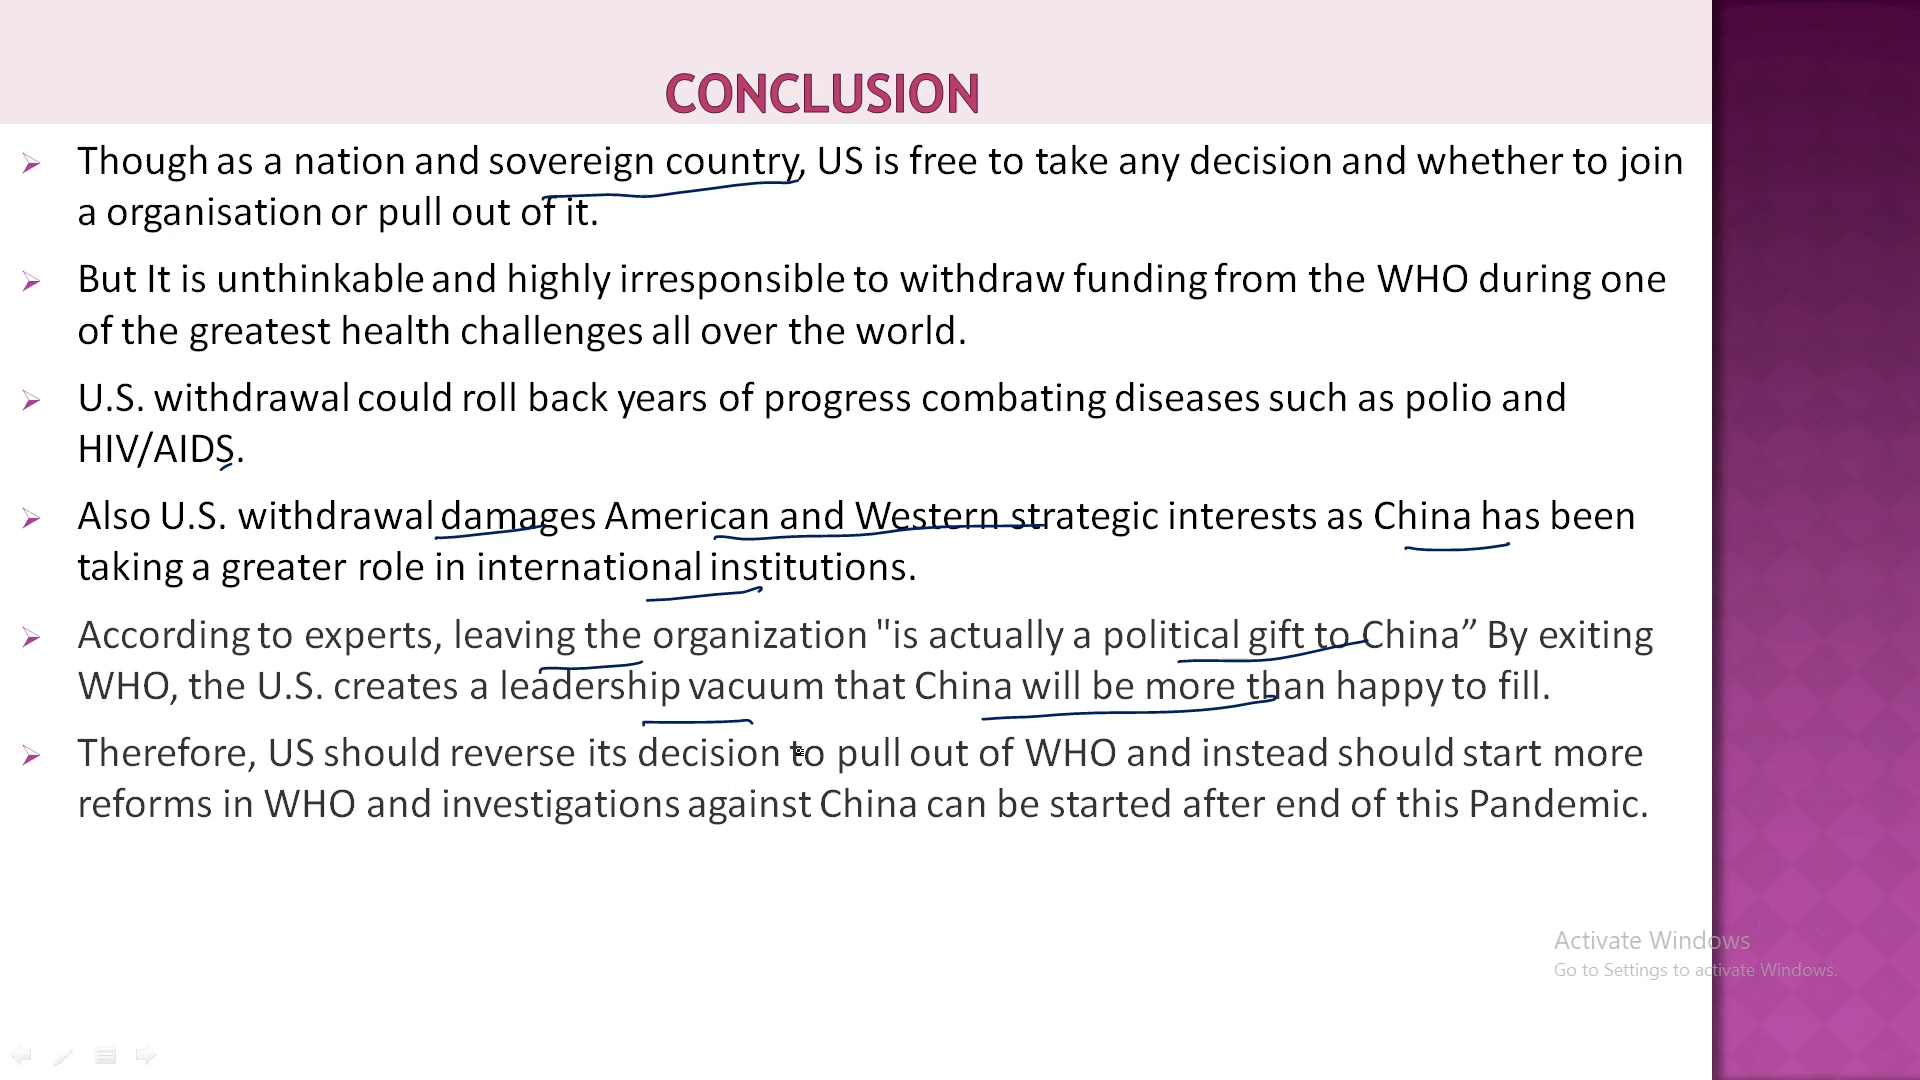 CONCLUSION
Though as a nation and sovereign country, US is free to take any decision and whether to join
a organisation or pull out of it.
But It is unthinkable and highly irresponsible to withdraw funding from the WHO during one
of the greatest health challenges all over the world.
U.S. withdrawal could roll back years of progress combating diseases such as polio and
HIV/AIDS.
Also U.S. withdrawal damages American and Western strategic interests as China has been
taking a greater role in international institutions.
According to experts, leaving the organization "is actually a political gift to China” By exiting
WHO, the U.S. creates a leadership vacuum that China will be more than happy to fill.
Therefore, US should reverse its decision to pull out of WHO and instead should start more
reforms in WHO and investigations against China can be started after end of this Pandemic.
Activate Windows
Go to Settings to activate Windows.